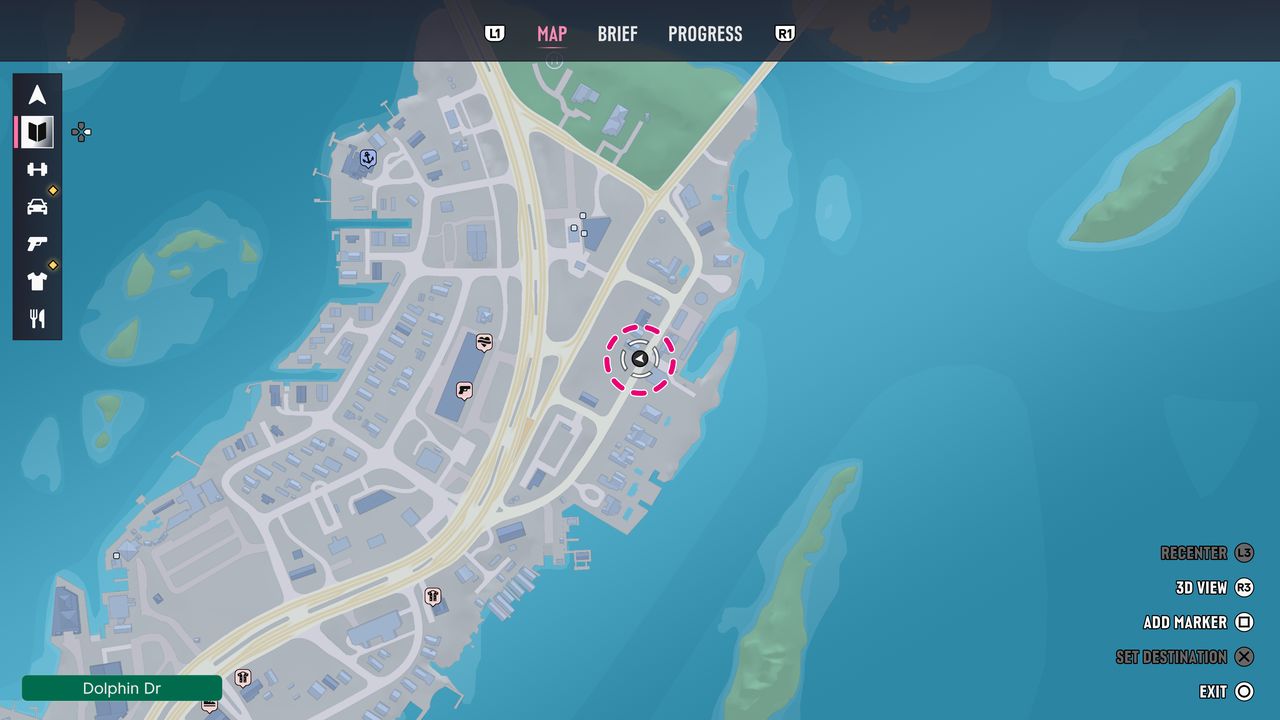 L1 MAP BRIEF PROGRESS R1
RECENTER L3
3D VIEW R3
ADD MARKER
SET DESTINATION
EXIT
Dolphin Dr